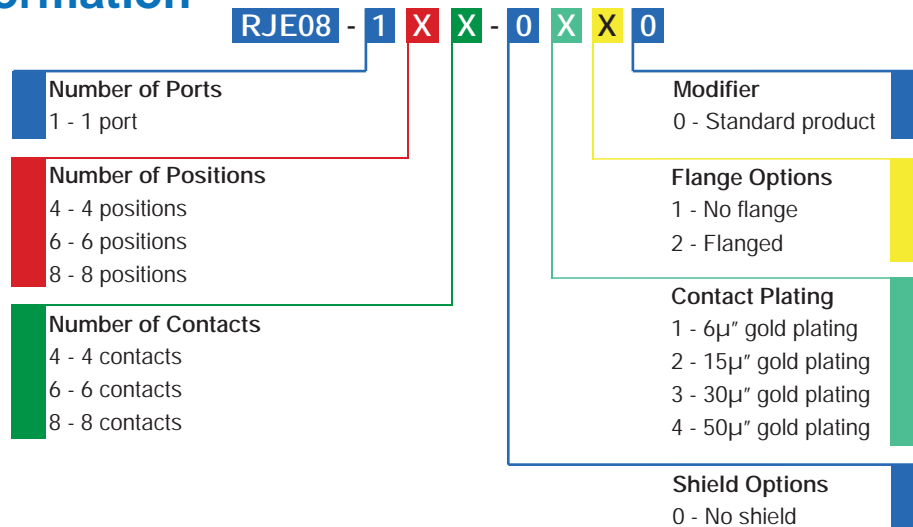 RJE08 - 1 X X - 0 X X 0
Number of Ports
1 - 1 port
Number of Positions
4 - 4 positions
6 - 6 positions
8 - 8 positions
Number of Contacts
4 - 4 contacts
6 - 6 contacts
8 - 8 contacts
Modifier
0 - Standard product
Flange Options
1 - No flange
2 - Flanged
Contact Plating
1 - 6µ" gold plating
2 - 15µ" gold plating
3 - 30µ" gold plating
4 - 50µ" gold plating
Shield Options
0 - No shield